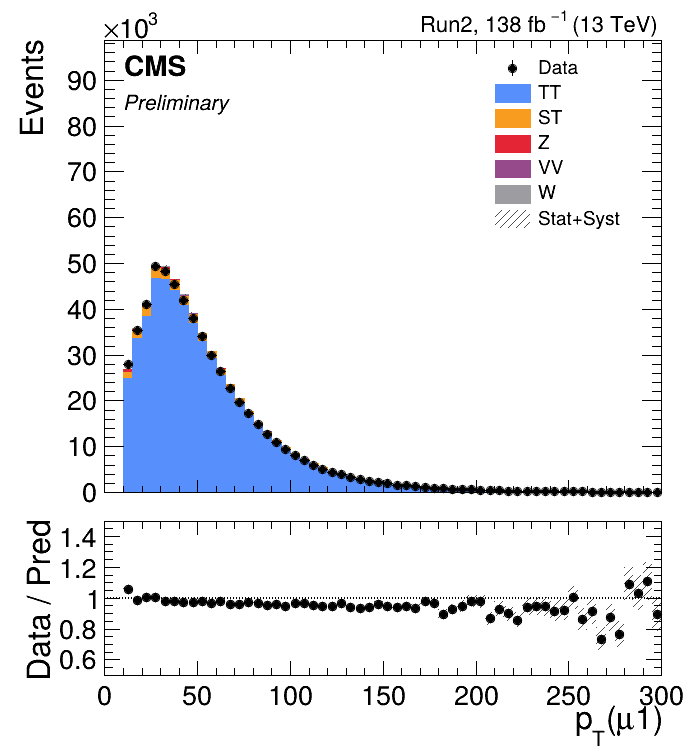 ×10³
Run2, 138 fb⁻¹ (13 TeV)
Events
CMS
Preliminary
Data
TT
ST
Z
VV
W
Stat+Syst
90
80
70
60
50
40
30
20
10
0
Data / Pred
1.4
1.2
1
0.8
0.6
0 50 100 150 200 250 300
p_T(μ1)